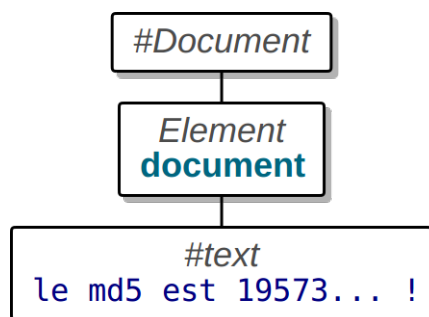 #Document
Element
document
#text
le md5 est 19573... !